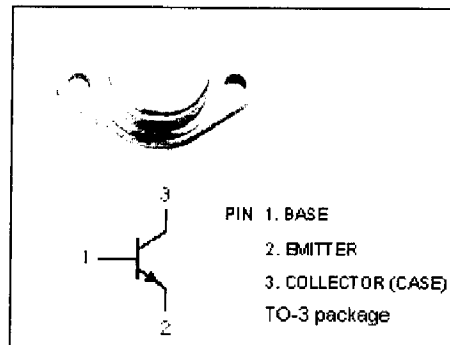 3
PIN 1. BASE
1
2. EMITTER
3. COLLECTOR (CASE)
2
TO-3 package